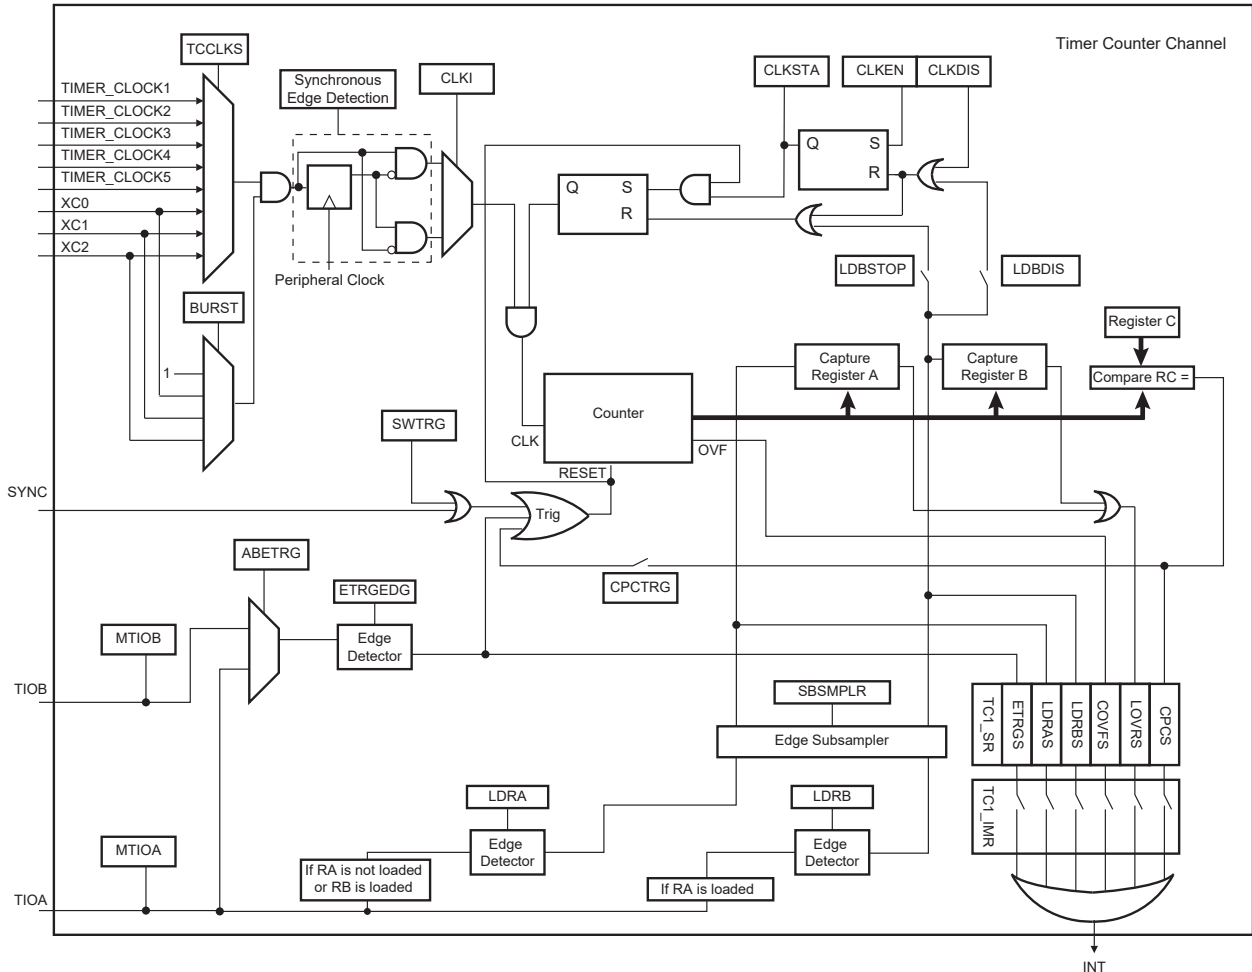 Timer Counter Channel
TCCLKS
TIMER_CLOCK1
TIMER_CLOCK2
TIMER_CLOCK3
TIMER_CLOCK4
TIMER_CLOCK5
XC0
XC1
XC2
Synchronous
Edge Detection
CLKI
Peripheral Clock
BURST
1
CLKSTA
CLKEN
CLKDIS
Q
S
R
Q
S
R
LDBSTOP
LDBDIS
Register C
Capture
Register A
Capture
Register B
Compare RC =
Counter
CLK
OVF
RESET
SWTRG
SYNC
Trig
CPCTRG
ABETRG
ETRGEDG
Edge
Detector
MTIOB
TIOB
SBSMPLR
Edge Subsampler
TC1_SR
ETRGS
LDRAS
LDRBS
COVFS
LOVRS
CPCS
TC1_IMR
LDRA
Edge
Detector
LDRB
Edge
Detector
MTIOA
If RA is not loaded
or RB is loaded
If RA is loaded
TIOA
INT